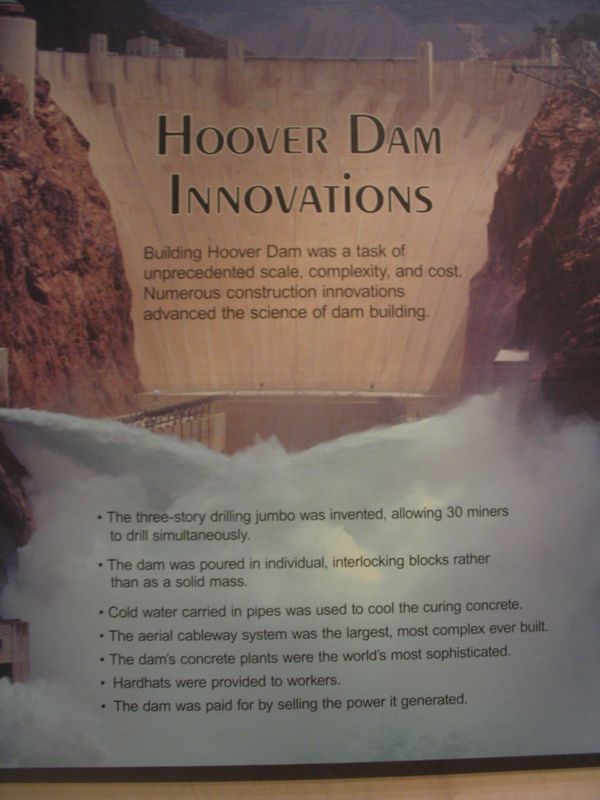 HOOVER DAM
INNOVATIONS
Building Hoover Dam was a task of
unprecedented scale, complexity, and cost.
Numerous construction innovations
advanced the science of dam building.
• The three-story drilling jumbo was invented, allowing 30 miners
to drill simultaneously.
• The dam was poured in individual, interlocking blocks rather
than as a solid mass.
• Cold water carried in pipes was used to cool the curing concrete.
• The aerial cableway system was the largest, most complex ever built.
• The dam's concrete plants were the world's most sophisticated.
• Hardhats were provided to workers.
• The dam was paid for by selling the power it generated.